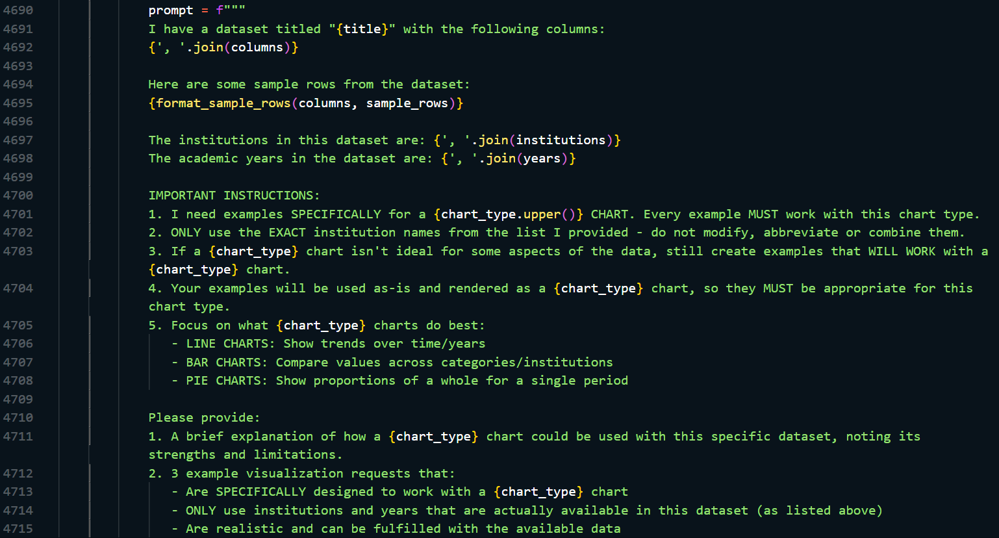 4690 prompt = f"""
4691 I have a dataset titled "{title}" with the following columns:
4692 {', '.join(columns)}
4693
4694 Here are some sample rows from the dataset:
4695 {format_sample_rows(columns, sample_rows)}
4696
4697 The institutions in this dataset are: {', '.join(institutions)}
4698 The academic years in the dataset are: {', '.join(years)}
4699
4700 IMPORTANT INSTRUCTIONS:
4701 1. I need examples SPECIFICALLY for a {chart_type.upper()} CHART. Every example MUST work with this chart type.
4702 2. ONLY use the EXACT institution names from the list I provided - do not modify, abbreviate or combine them.
4703 3. If a {chart_type} chart isn't ideal for some aspects of the data, still create examples that WILL WORK with a
{chart_type} chart.
4704 4. Your examples will be used as-is and rendered as a {chart_type} chart, so they MUST be appropriate for this
chart type.
4705 5. Focus on what {chart_type} charts do best:
4706 - LINE CHARTS: Show trends over time/years
4707 - BAR CHARTS: Compare values across categories/institutions
4708 - PIE CHARTS: Show proportions of a whole for a single period
4709
4710 Please provide:
4711 1. A brief explanation of how a {chart_type} chart could be used with this specific dataset, noting its
strengths and limitations.
4712 2. 3 example visualization requests that:
4713 - Are SPECIFICALLY designed to work with a {chart_type} chart
4714 - ONLY use institutions and years that are actually available in this dataset (as listed above)
4715 - Are realistic and can be fulfilled with the available data